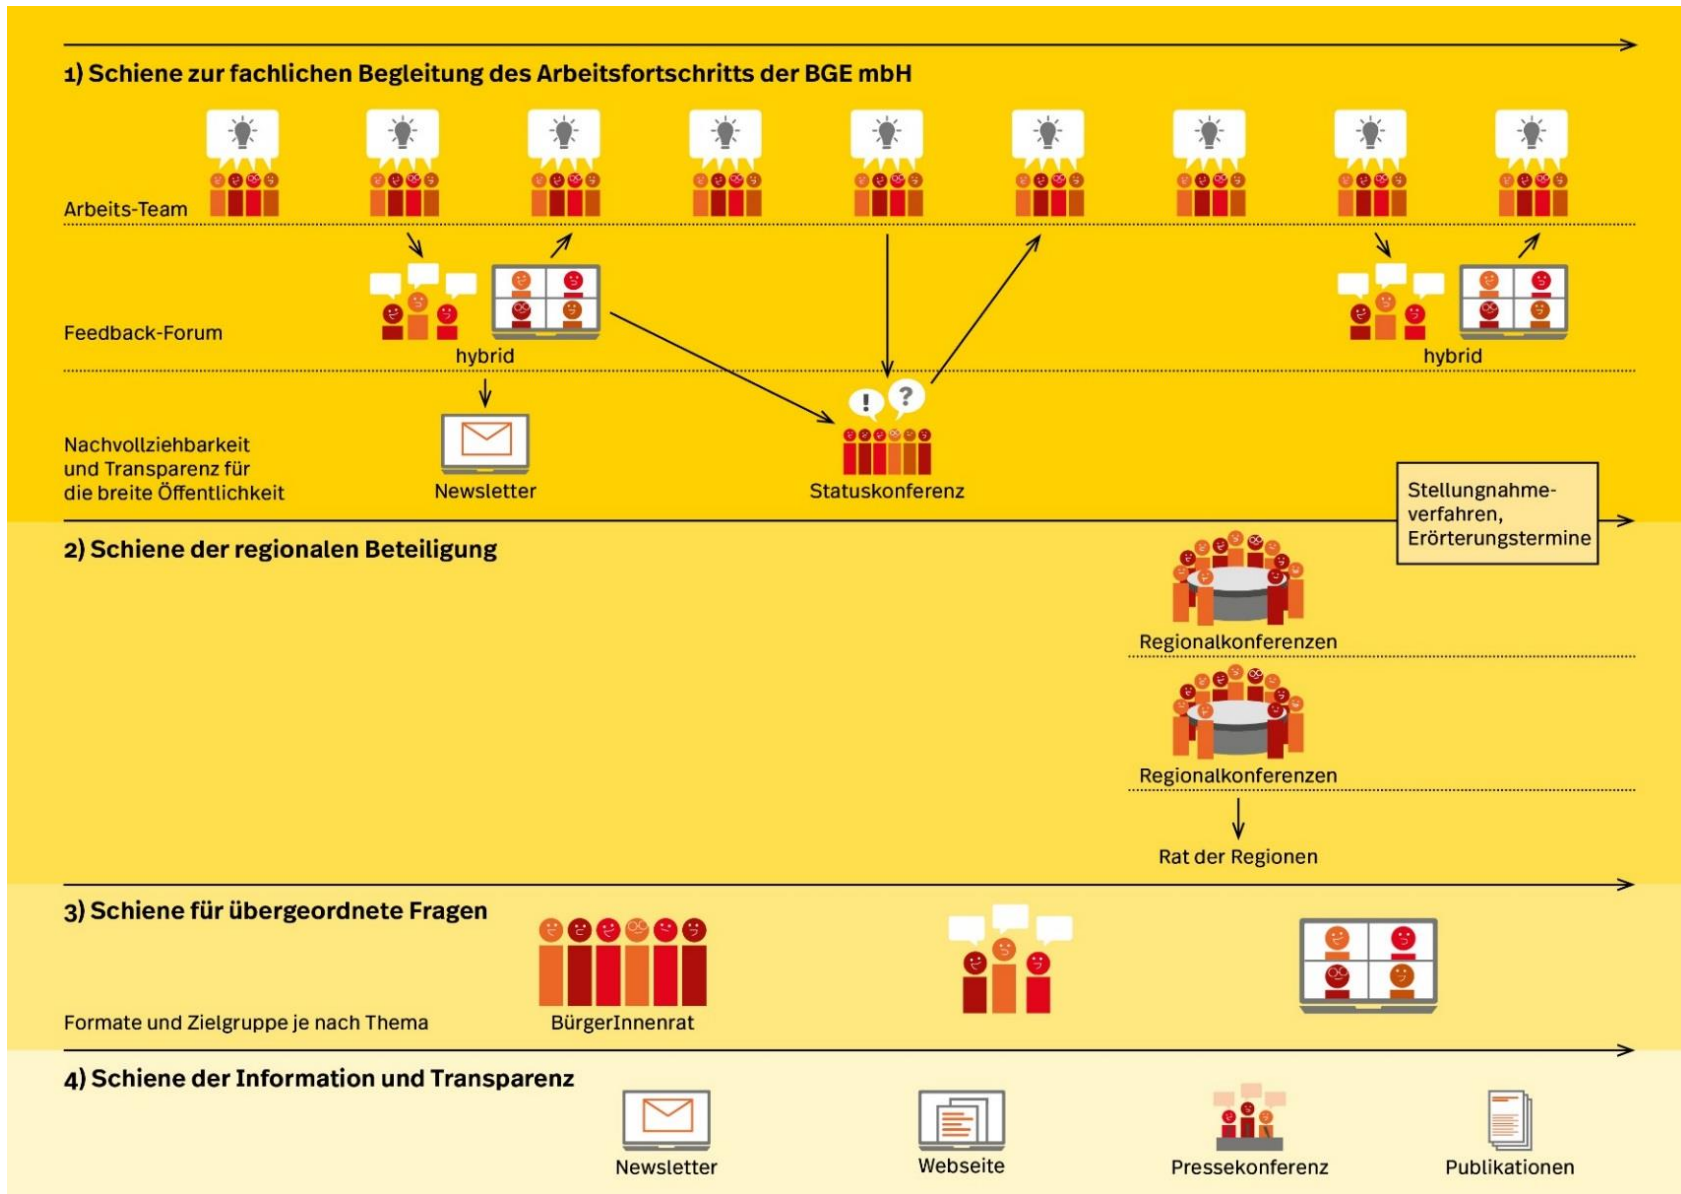 1) Schiene zur fachlichen Begleitung des Arbeitsfortschritts der BGE mbH
Arbeits-Team
Feedback-Forum
hybrid
hybrid
! ?
Nachvollziehbarkeit
und Transparenz für
die breite Öffentlichkeit
Newsletter
Statuskonferenz
Stellungnahme-
verfahren,
Erörterungstermine
2) Schiene der regionalen Beteiligung
Regionalkonferenzen
Regionalkonferenzen
Rat der Regionen
3) Schiene für übergeordnete Fragen
Formate und Zielgruppe je nach Thema
BürgerInnenrat
4) Schiene der Information und Transparenz
Newsletter
Webseite
Pressekonferenz
Publikationen